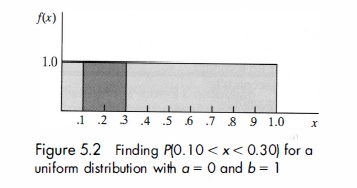 f(x)
1.0
.1 .2 .3 .4 .5 .6 .7 .8 .9 1.0 x
Figure 5.2 Finding P(0.10 < x < 0.30) for a
uniform distribution with a = 0 and b = 1